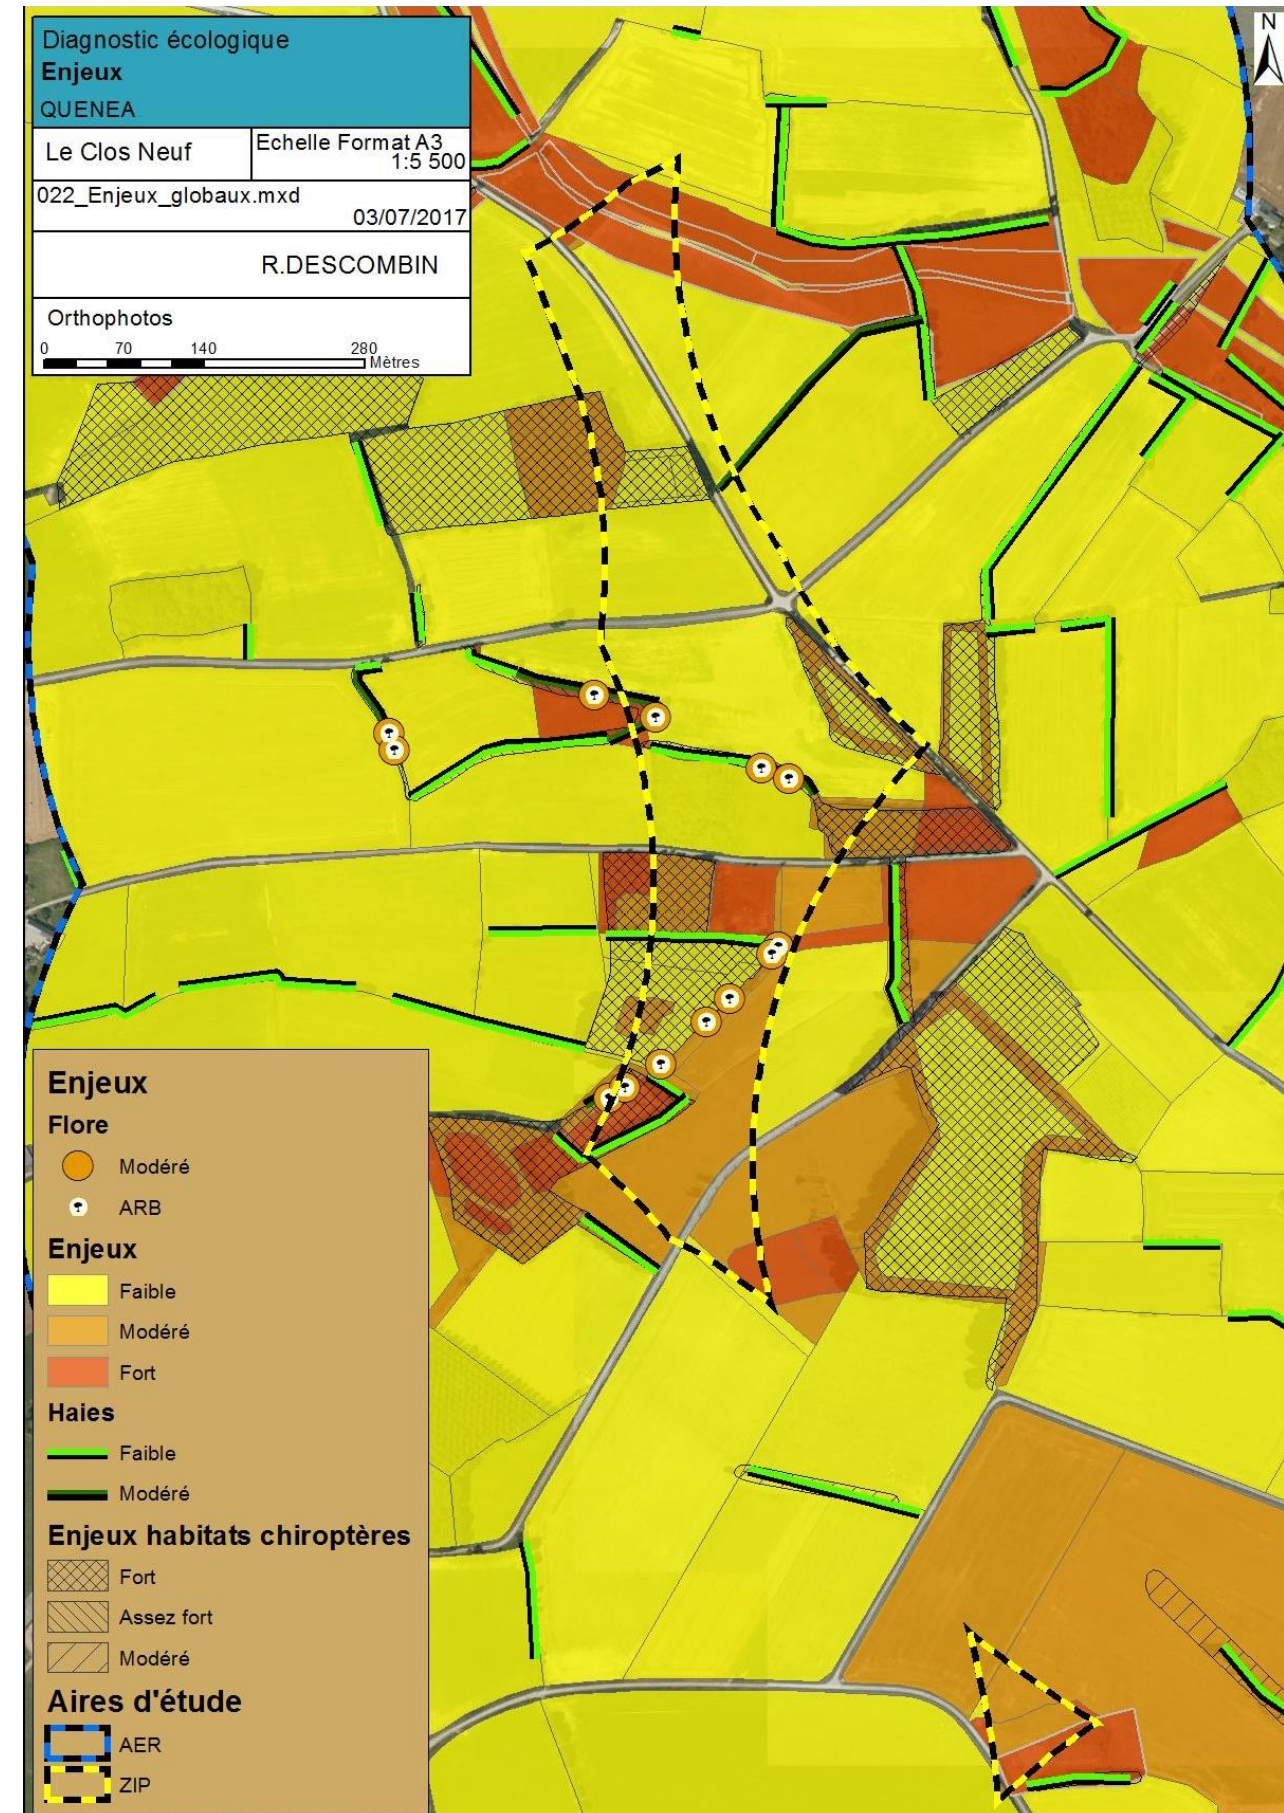 Diagnostic écologique
Enjeux
QUENEA
Le Clos Neuf
Echelle Format A3
1:5 500
022_Enjeux_globaux.mxd
03/07/2017
R.DESCOMBIN
Orthophotos
0 70 140 280
Mètres
N
Enjeux
Flore
Modéré
ARB
Enjeux
Faible
Modéré
Fort
Haies
Faible
Modéré
Enjeux habitats chiroptères
Fort
Assez fort
Modéré
Aires d'étude
AER
ZIP